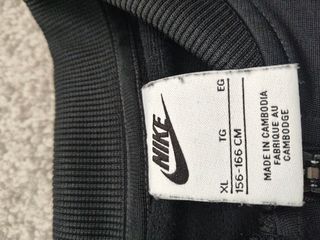 NIKE
XL TG EG
156-166 CM
MADE IN CAMBODIA
FABRIQUE AU
CAMBODGE